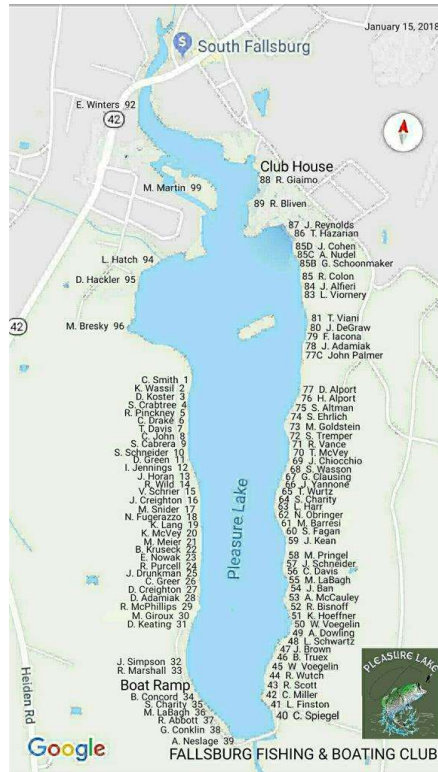 January 15, 2018
South Fallsburg
E. Winters 92
42
Club House
88 R. Giaimo
M. Martin 99
89 R. Bliven
87 J. Reynolds
86 T. Hazarian
85D J. Cohen
85C A. Nudel
85B G. Schoonmaker
L. Hatch 94
D. Hackler 95
85 R. Colon
84 J. Alfieri
83 L. Viornery
42
M. Bresky 96
81 T. Viani
80 J. DeGraw
79 F. Iacona
78 J. Adamiak
77C John Palmer
C. Smith 1
K. Wassil 2
D. Koster 3
S. Crabtree 4
R. Pinckney 5
C. Drake 6
T. Davis 7
C. John 8
S. Cabrera 9
S. Schneider 10
D. Green 11
I. Jennings 12
J. Horan 13
R. Wild 14
V. Schrier 15
J. Creighton 16
M. Snider 17
N. Fugerazzo 18
K. Lang 19
K. McVey 20
M. Meier 21
B. Kruseck 22
E. Nowak 23
R. Purcell 24
J. Drunkman 25
C. Greer 26
D. Creighton 27
D. Adamiak 28
R. McPhillips 29
M. Giroux 30
D. Keating 31
77 D. Alport
76 H. Alport
75 S. Altman
74 S. Ehrlich
73 M. Goldstein
72 S. Tremper
71 R. Vance
70 T. McVey
69 J. Chiocchio
68 S. Wasson
67 G. Clausing
66 J. Yannone
65 T. Wurtz
64 S. Charity
63 L. Harr
62 N. Obringer
61 M. Barresi
60 S. Fagan
59 J. Kean
58 M. Pringel
57 J. Schneider
56 C. Davis
55 M. LaBagh
54 J. Ban
53 A. McCauley
52 R. Bisnoff
51 K. Hoeffner
50 W. Voegelin
49 A. Dowling
48 L. Schwartz
47 J. Brown
46 B. Truex
45 W Voegelin
44 R. Wutch
43 R. Scott
42 C. Miller
41 L. Finston
40 C. Spiegel
Pleasure Lake
J. Simpson 32
R. Marshall 33
Boat Ramp
B. Concord 34
S. Charity 35
M. LaBagh 36
R. Abbott 37
G. Conklin 38
A. Neslage 39
Heiden Rd
PLEASURE LAKE
Google
FALLSBURG FISHING & BOATING CLUB